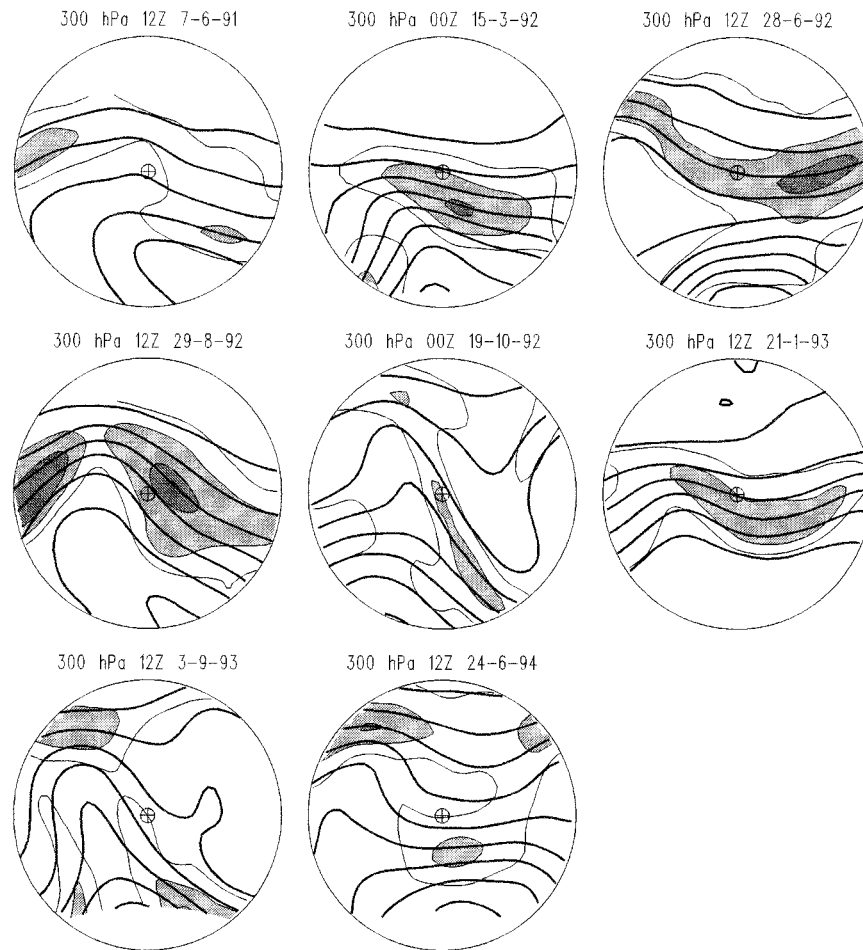 300 hPa 12Z 7-6-91
300 hPa 00Z 15-3-92
300 hPa 12Z 28-6-92
300 hPa 12Z 29-8-92
300 hPa 00Z 19-10-92
300 hPa 12Z 21-1-93
300 hPa 12Z 3-9-93
300 hPa 12Z 24-6-94